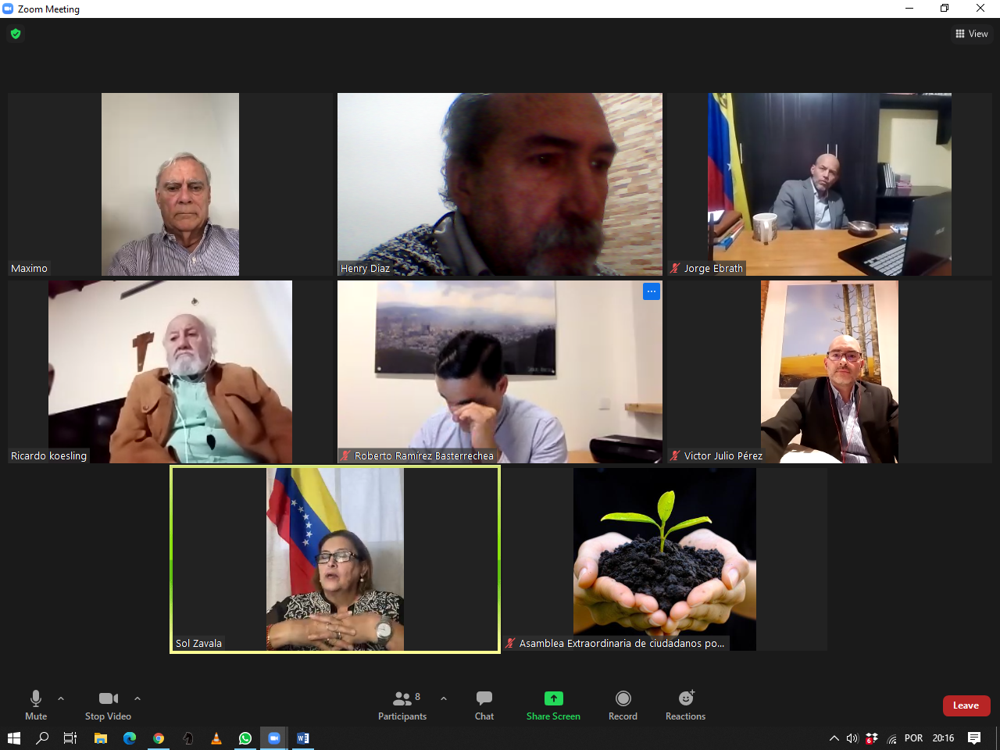 Zoom Meeting
View
Maximo
Henry Diaz
Jorge Ebrath
Ricardo koesling
Roberto Ramírez Basterrechea
Victor Julio Pérez
Sol Zavala
Asamblea Extraordinaria de ciudadanos po...
Mute
Stop Video
8
Participants
Chat
Share Screen
Record
Reactions
Leave
6
POR
20:16